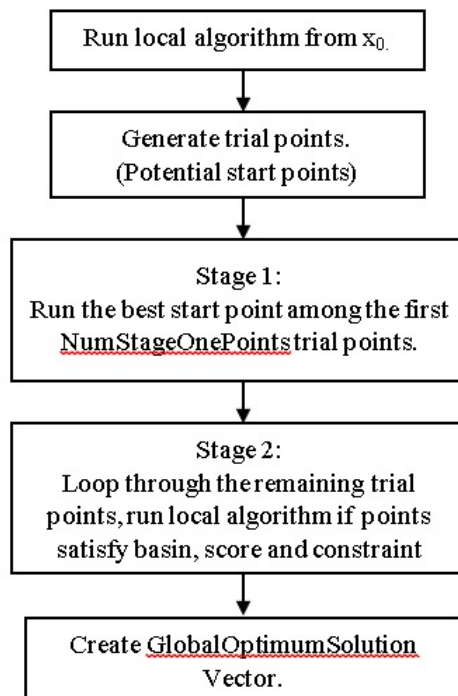 Run local algorithm from x0.
Generate trial points.
(Potential start points)
Stage 1:
Run the best start point among the first
NumStageOnePoints trial points.
Stage 2:
Loop through the remaining trial
points, run local algorithm if points
satisfy basin, score and constraint
Create GlobalOptimumSolution
Vector.